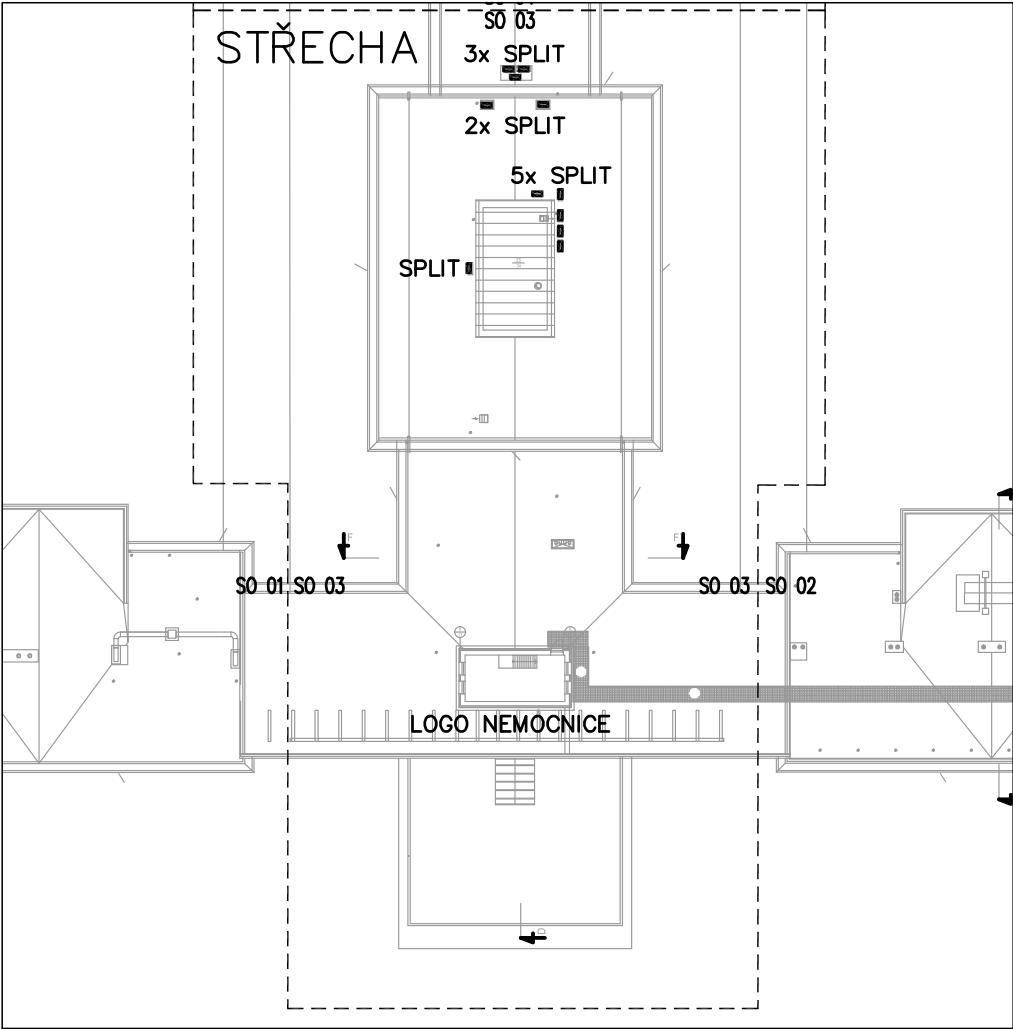 SO 03
STŘECHA
3x SPLIT
2x SPLIT
5x SPLIT
SPLIT
F
F
SO 01 SO 03
SO 03 SO 02
LOGO NEMOCNICE
D